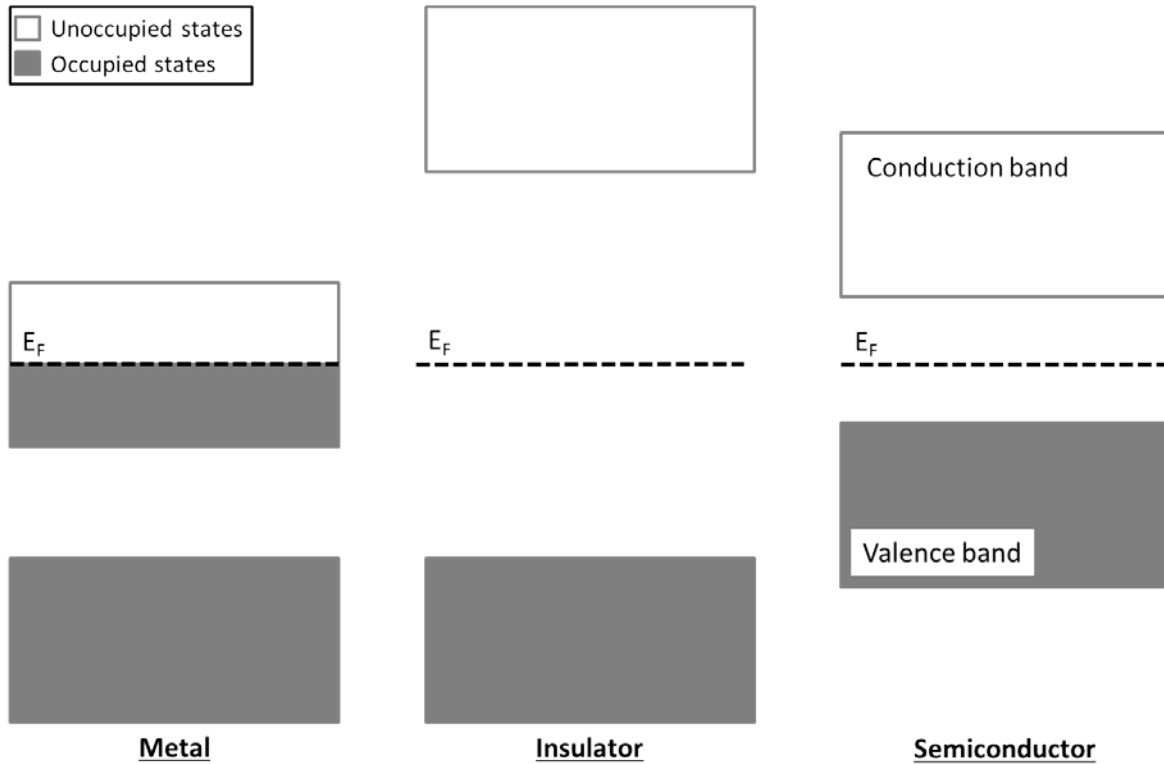 Unoccupied states
Occupied states
Conduction band
E_F
E_F
E_F
Valence band
Metal
Insulator
Semiconductor